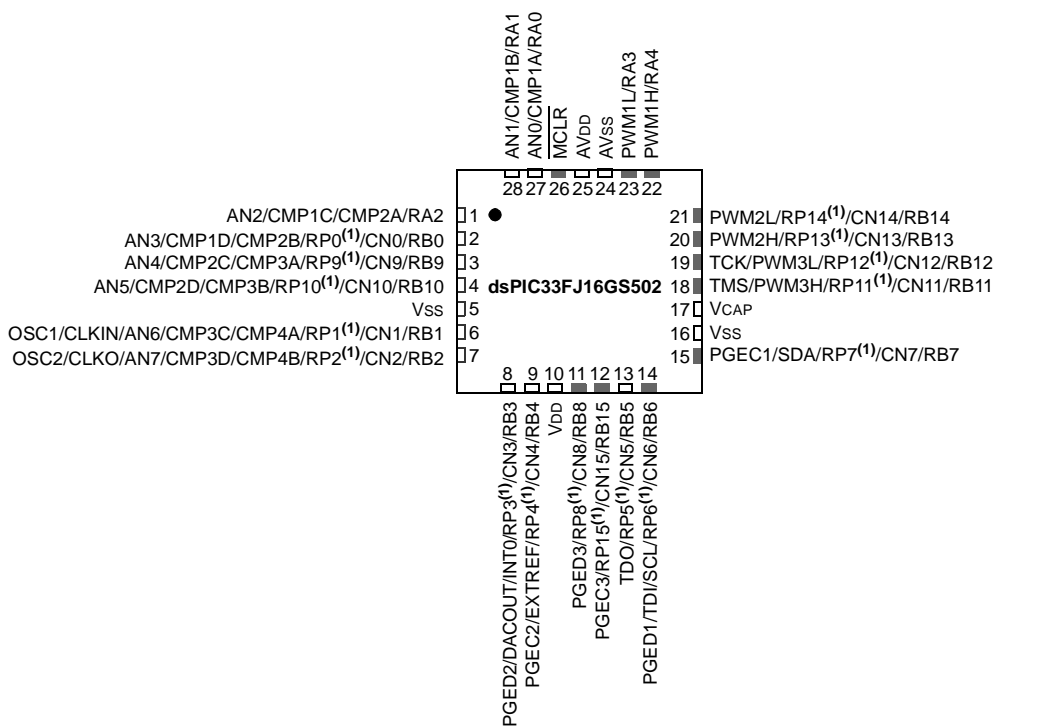 AN1/CMP1B/RA1
AN0/CMP1A/RA0
MCLR
AVDD
AVSS
PWM1L/RA3
PWM1H/RA4
28 27 26 25 24 23 22
AN2/CMP1C/CMP2A/RA2 1
AN3/CMP1D/CMP2B/RP0(1)/CN0/RB0 2
AN4/CMP2C/CMP3A/RP9(1)/CN9/RB9 3
AN5/CMP2D/CMP3B/RP10(1)/CN10/RB10 4
VSS 5
OSC1/CLKIN/AN6/CMP3C/CMP4A/RP1(1)/CN1/RB1 6
OSC2/CLKO/AN7/CMP3D/CMP4B/RP2(1)/CN2/RB2 7
dsPIC33FJ16GS502
21 PWM2L/RP14(1)/CN14/RB14
20 PWM2H/RP13(1)/CN13/RB13
19 TCK/PWM3L/RP12(1)/CN12/RB12
18 TMS/PWM3H/RP11(1)/CN11/RB11
17 VCAP
16 VSS
15 PGEC1/SDA/RP7(1)/CN7/RB7
8 9 10 11 12 13 14
PGED2/DACOUT/INT0/RP3(1)/CN3/RB3
PGEC2/EXTREF/RP4(1)/CN4/RB4
VDD
PGED3/RP8(1)/CN8/RB8
PGEC3/RP15(1)/CN15/RB15
TDO/RP5(1)/CN5/RB5
PGED1/TDI/SCL/RP6(1)/CN6/RB6